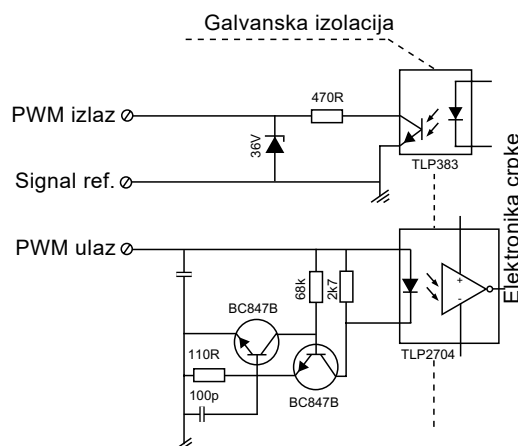 Galvanska izolacija
470R
PWM izlaz
36V
TLP383
Signal ref.
PWM ulaz
Elektronika crpke
+
-
68k
2k7
BC847B
TLP2704
110R
BC847B
100p